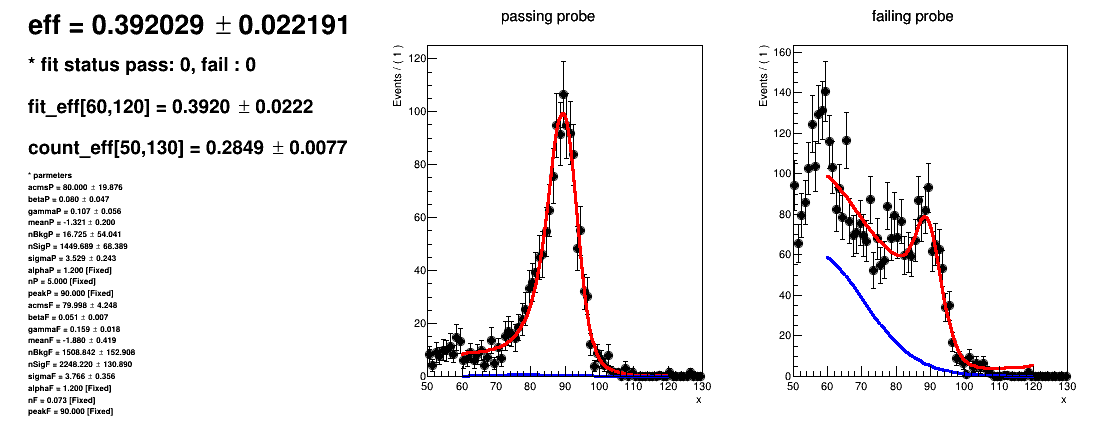 eff = 0.392029 ± 0.022191
* fit status pass: 0, fail : 0
fit_eff[60,120] = 0.3920 ± 0.0222
count_eff[50,130] = 0.2849 ± 0.0077
* parmeters
acmsP = 80.000 ± 19.876
betaP = 0.080 ± 0.047
gammaP = 0.107 ± 0.056
meanP = -1.321 ± 0.200
nBkgP = 16.725 ± 54.041
nSigP = 1449.689 ± 68.389
sigmaP = 3.529 ± 0.243
alphaP = 1.200 [Fixed]
nP = 5.000 [Fixed]
peakP = 90.000 [Fixed]
acmsF = 79.998 ± 4.248
betaF = 0.051 ± 0.007
gammaF = 0.159 ± 0.018
meanF = -1.880 ± 0.419
nBkgF = 1508.842 ± 152.908
nSigF = 2248.220 ± 130.890
sigmaF = 3.766 ± 0.356
alphaF = 1.200 [Fixed]
nF = 0.073 [Fixed]
peakF = 90.000 [Fixed]
passing probe
Events / ( 1 )
120
100
80
60
40
20
0
50 60 70 80 90 100 110 120 130
x
failing probe
Events / ( 1 )
160
140
120
100
80
60
40
20
0
50 60 70 80 90 100 110 120 130
x